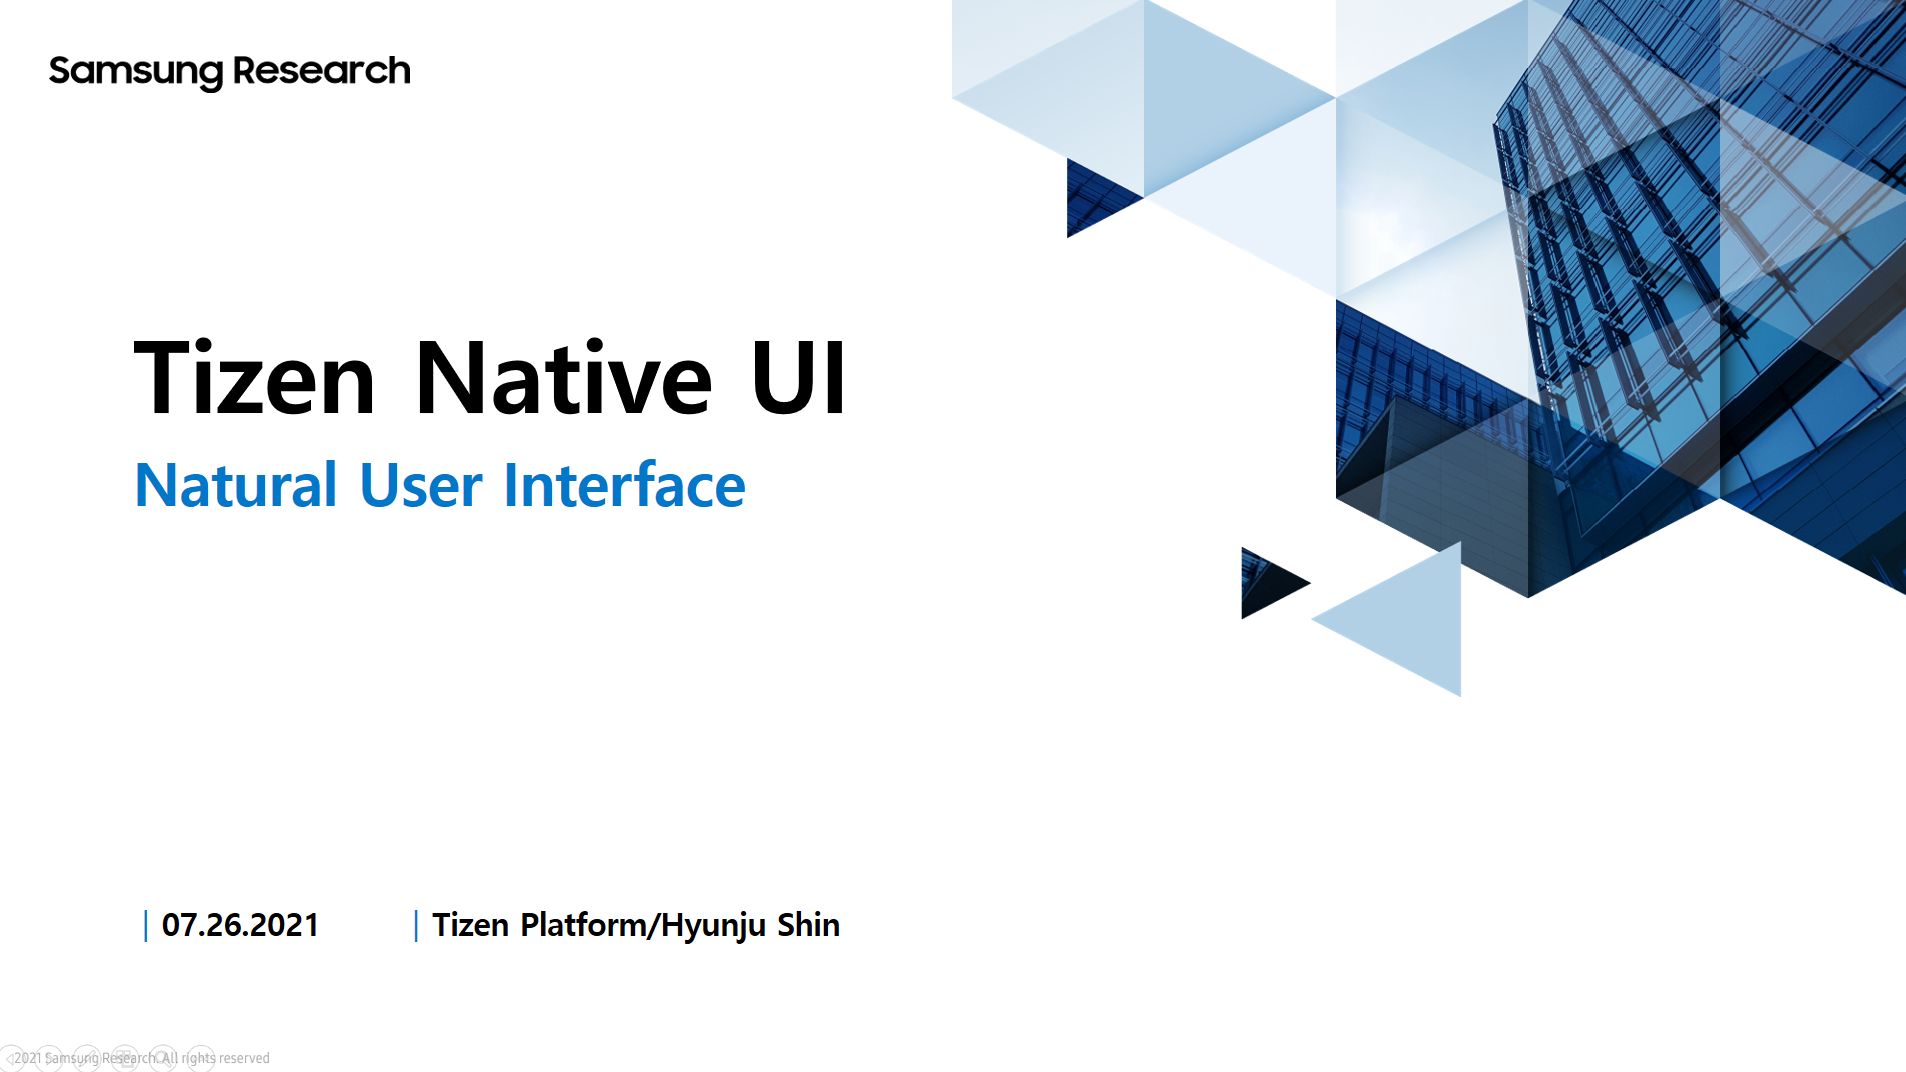 Samsung Research
Tizen Native UI
Natural User Interface
07.26.2021
Tizen Platform/Hyunju Shin
2021 Samsung Research. All rights reserved